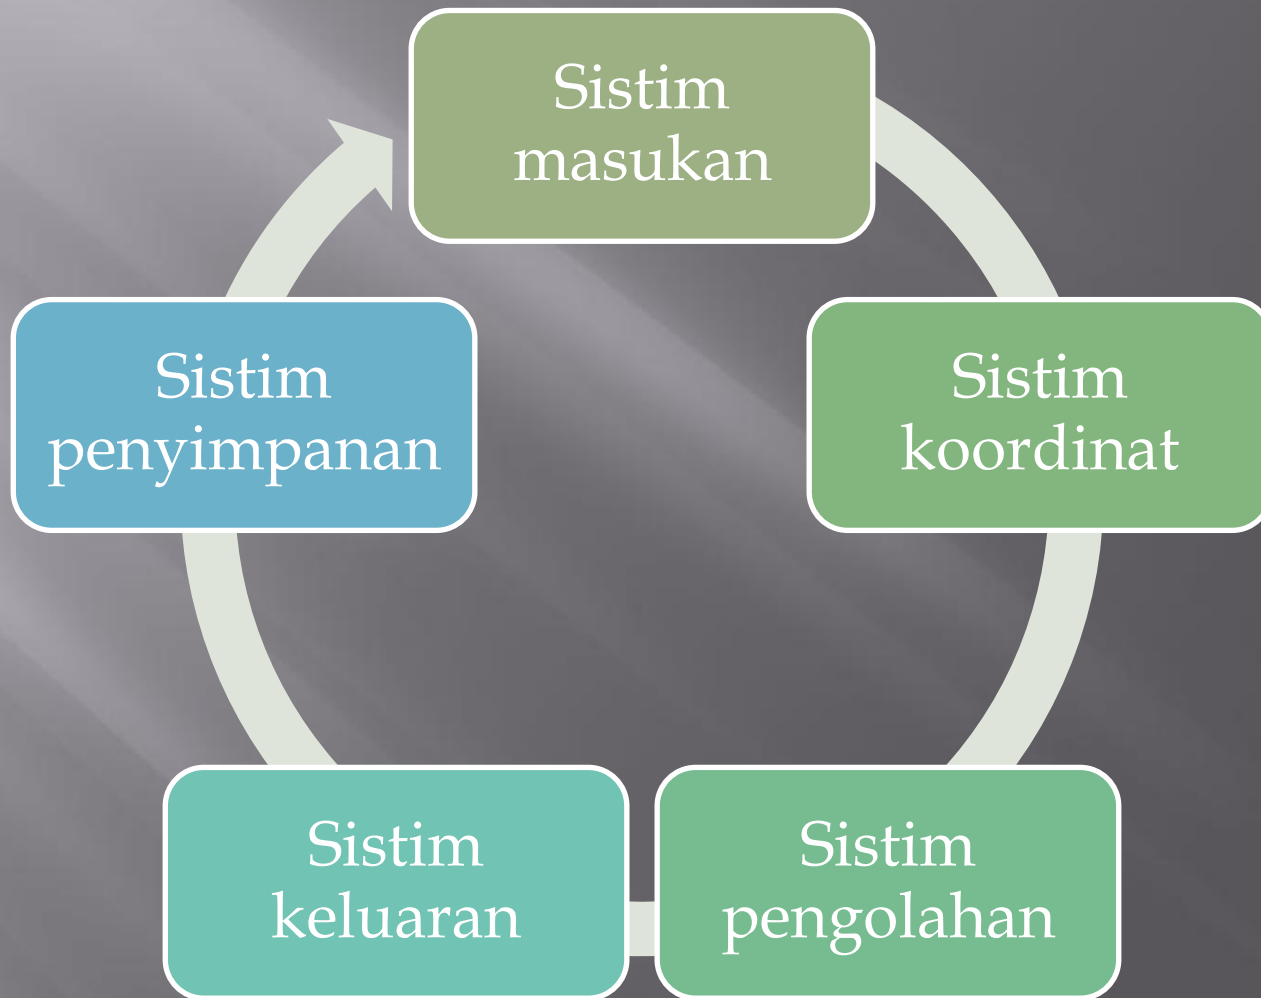 Sistim
masukan
Sistim
koordinat
Sistim
pengolahan
Sistim
keluaran
Sistim
penyimpanan